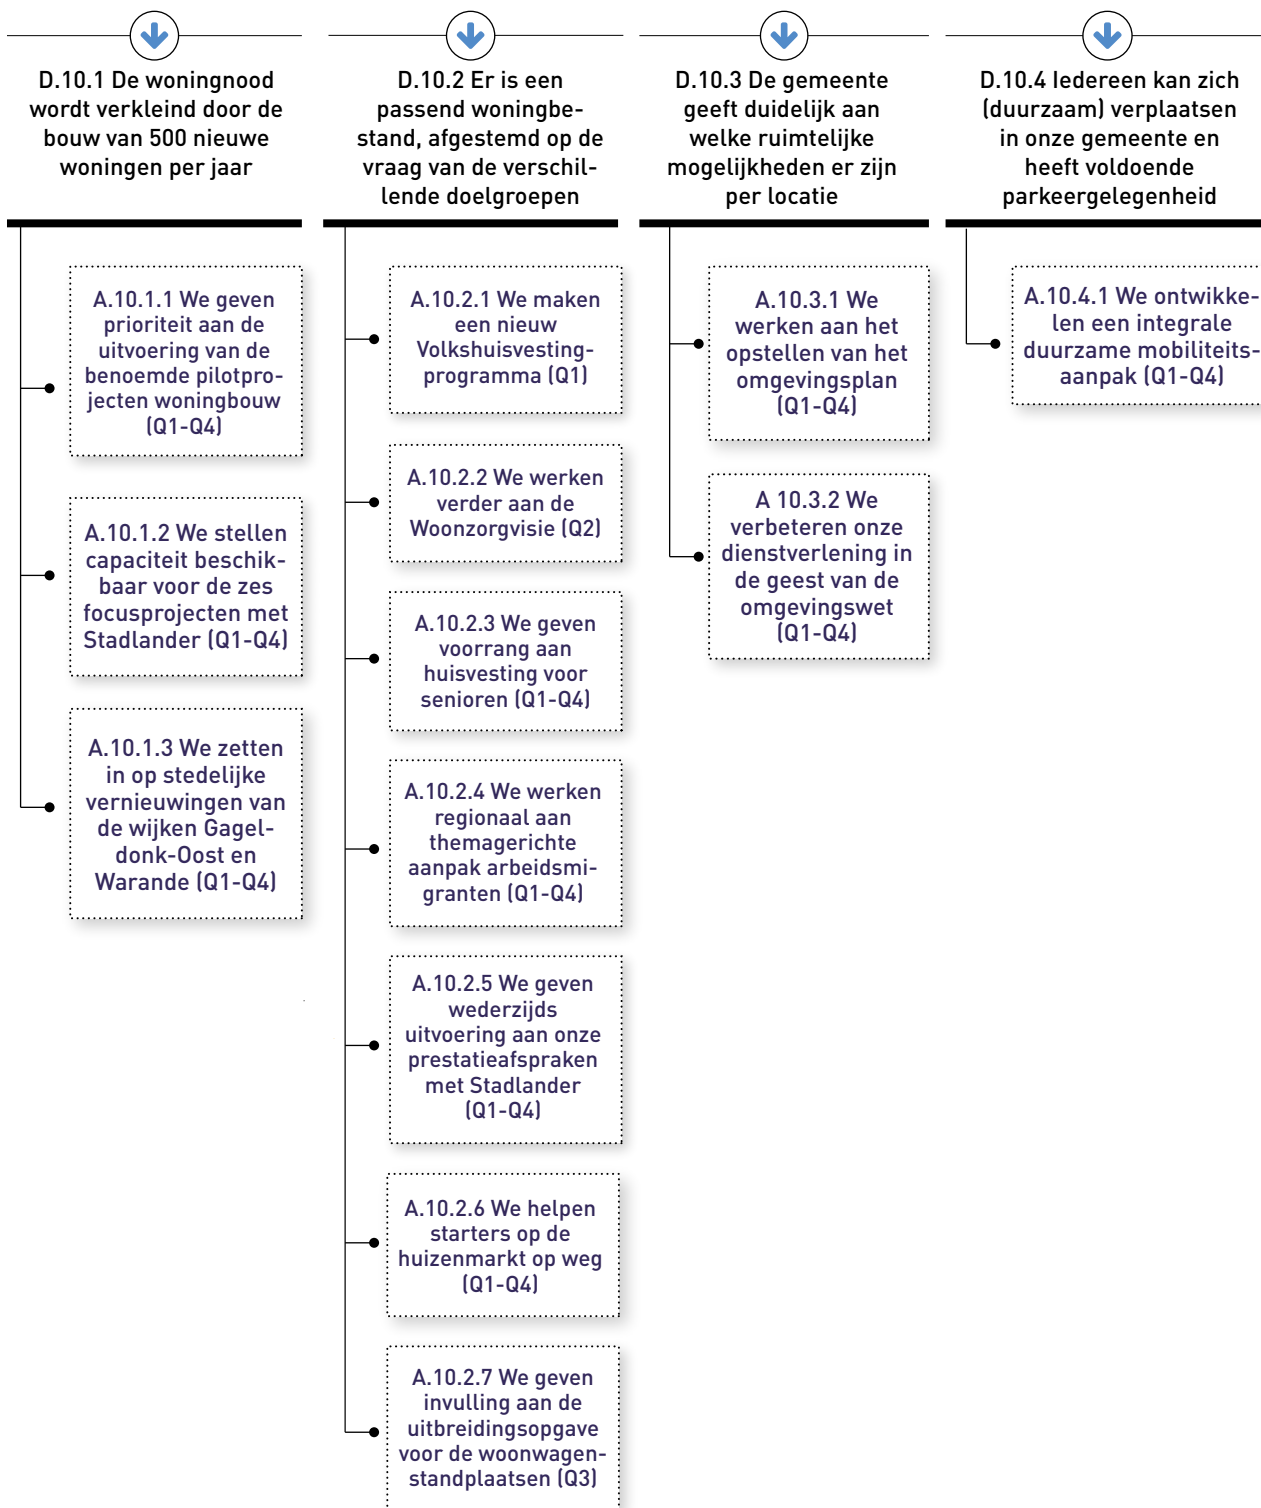 D.10.1 De woningnood
wordt verkleind door de
bouw van 500 nieuwe
woningen per jaar
A.10.1.1 We geven
prioriteit aan de
uitvoering van de
benoemde pilotpro-
jecten woningbouw
(Q1-Q4)
A.10.1.2 We stellen
capaciteit beschik-
baar voor de zes
focusprojecten met
Stadlander (Q1-Q4)
A.10.1.3 We zetten
in op stedelijke
vernieuwingen van
de wijken Gagel-
donk-Oost en
Warande (Q1-Q4)
D.10.2 Er is een
passend woningbe-
stand, afgestemd op de
vraag van de verschil-
lende doelgroepen
A.10.2.1 We maken
een nieuw
Volkshuisvesting-
programma (Q1)
A.10.2.2 We werken
verder aan de
Woonzorgvisie (Q2)
A.10.2.3 We geven
voorrang aan
huisvesting voor
senioren (Q1-Q4)
A.10.2.4 We werken
regionaal aan
themagerichte
aanpak arbeidsmi-
granten (Q1-Q4)
A.10.2.5 We geven
wederzijds
uitvoering aan onze
prestatieafspraken
met Stadlander
(Q1-Q4)
A.10.2.6 We helpen
starters op de
huizenmarkt op weg
(Q1-Q4)
A.10.2.7 We geven
invulling aan de
uitbreidingsopgave
voor de woonwagen-
standplaatsen (Q3)
D.10.3 De gemeente
geeft duidelijk aan
welke ruimtelijke
mogelijkheden er zijn
per locatie
A.10.3.1 We
werken aan het
opstellen van het
omgevingsplan
(Q1-Q4)
A 10.3.2 We
verbeteren onze
dienstverlening in
de geest van de
omgevingswet
(Q1-Q4)
D.10.4 Iedereen kan zich
(duurzaam) verplaatsen
in onze gemeente en
heeft voldoende
parkeergelegenheid
A.10.4.1 We ontwikke-
len een integrale
duurzame mobiliteits-
aanpak (Q1-Q4)